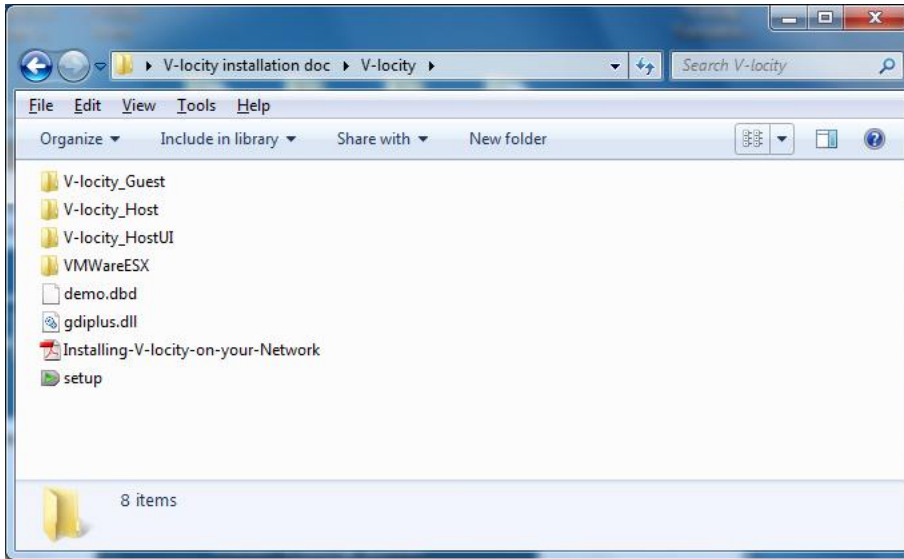 V-locity installation doc V-locity Search V-locity
File Edit View Tools Help
Organize Include in library Share with New folder
V-locity_Guest
V-locity_Host
V-locity_HostUI
VMWareESX
demo.dbd
gdiplus.dll
Installing-V-locity-on-your-Network
setup
8 items